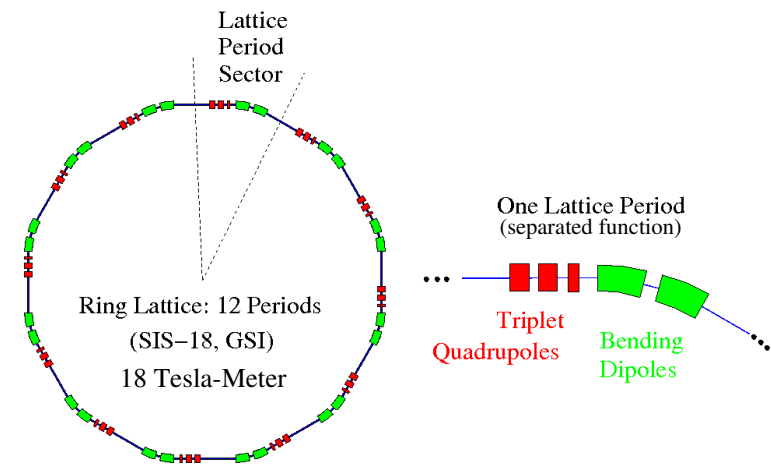 Lattice
Period
Sector
Ring Lattice: 12 Periods
(SIS−18, GSI)
18 Tesla-Meter
One Lattice Period
(separated function)
Triplet
Quadrupoles
Bending
Dipoles